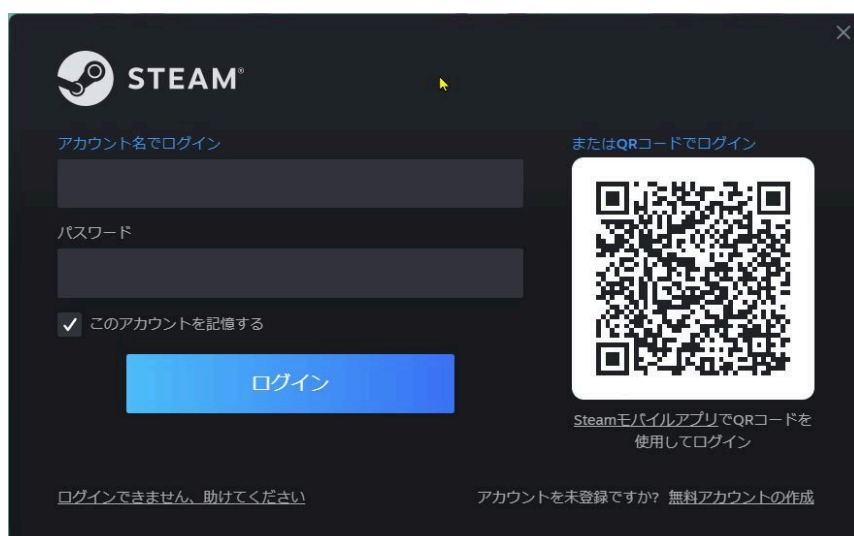 STEAM®
アカウント名でログイン
またはQRコードでログイン
パスワード
このアカウントを記憶する
ログイン
Steamモバイルアプリ​でQRコードを
使用してログイン
ログインできません、助けてください
アカウントを未登録ですか? 無料アカウントの作成